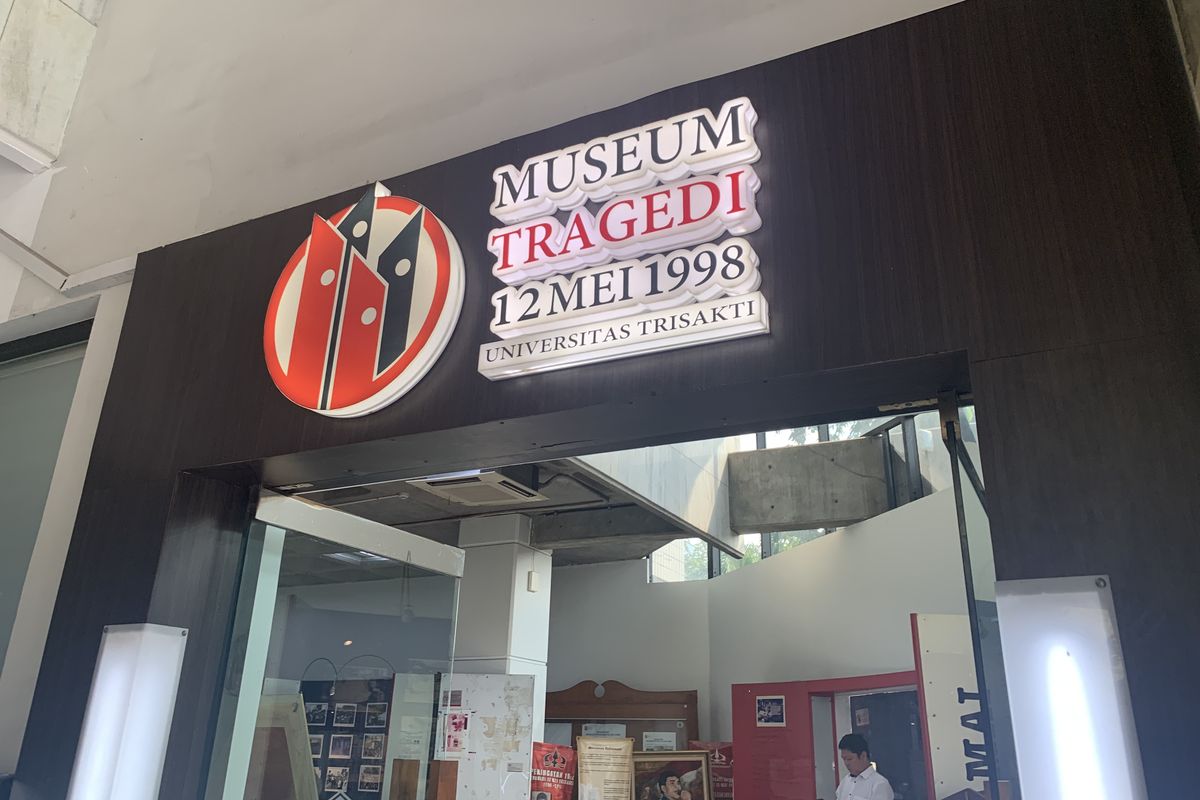 MUSEUM
TRAGEDI
12 MEI 1998
UNIVERSITAS TRISAKTI